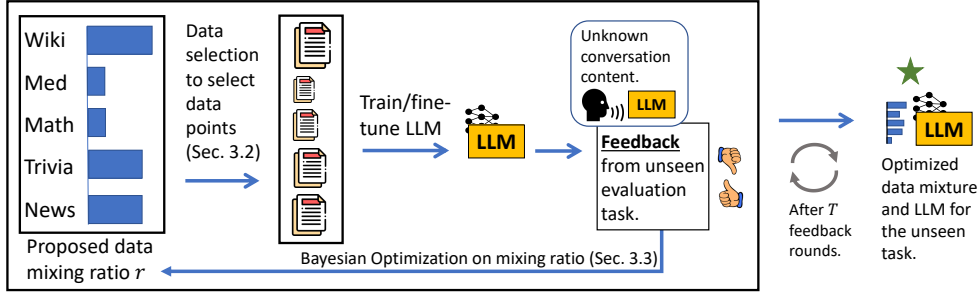 Wiki
Med
Math
Trivia
News
Proposed data
mixing ratio r
Data
selection
to select
data
points
(Sec. 3.2)
Train/fine-
tune LLM
LLM
Unknown
conversation
content.
LLM
Feedback
from unseen
evaluation
task.
Bayesian Optimization on mixing ratio (Sec. 3.3)
After T
feedback
rounds.
LLM
Optimized
data mixture
and LLM for
the unseen
task.